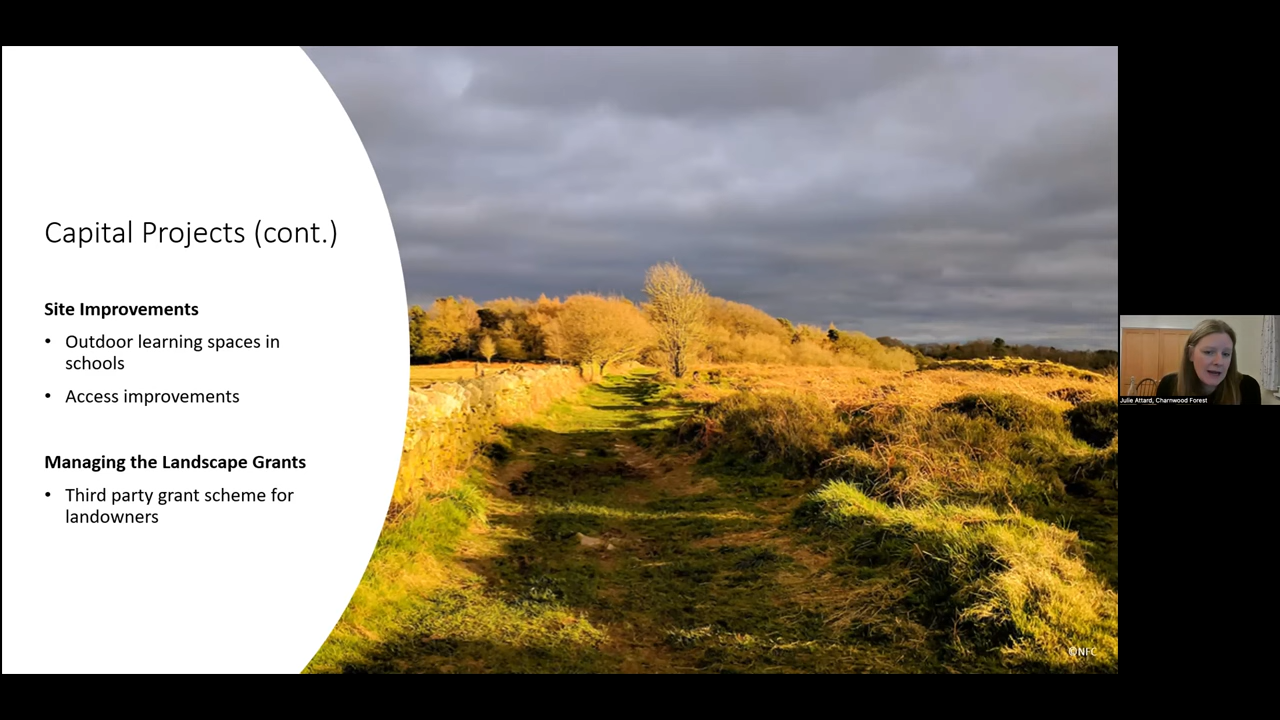 Capital Projects (cont.)
Site Improvements
• Outdoor learning spaces in
schools
• Access improvements
Managing the Landscape Grants
• Third party grant scheme for
landowners
©NFC
Julie Attard, Charnwood Forest